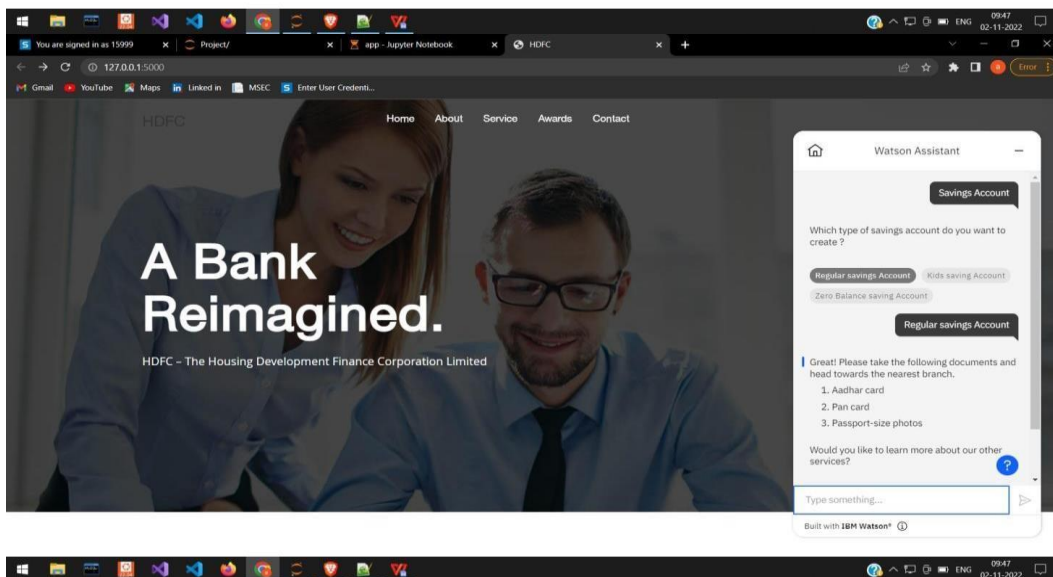 ENG
09:47
02-11-2022
You are signed in as 15999
Project/
app - Jupyter Notebook
HDFC
127.0.0.1:5000
Error
Gmail
YouTube
Maps
Linked in
MSEC
Enter User Credenti...
HDFC
Home About Service Awards Contact
A Bank
Reimagined.
HDFC – The Housing Development Finance Corporation Limited
Watson Assistant
Savings Account
Which type of savings account do you want to
create ?
Regular savings Account Kids saving Account
Zero Balance saving Account
Regular savings Account
Great! Please take the following documents and
head towards the nearest branch.
1. Aadhar card
2. Pan card
3. Passport-size photos
Would you like to learn more about our other
services?
?
Type something...
Built with IBM Watson®
ENG
09:47
02-11-2022